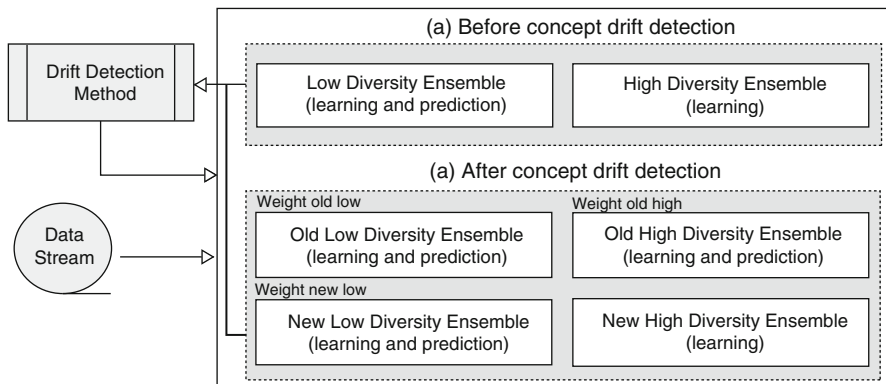 (a) Before concept drift detection
Drift Detection
Method
Low Diversity Ensemble
(learning and prediction)
High Diversity Ensemble
(learning)
(a) After concept drift detection
Weight old low
Weight old high
Data
Stream
Old Low Diversity Ensemble
(learning and prediction)
Old High Diversity Ensemble
(learning and prediction)
Weight new low
New Low Diversity Ensemble
(learning and prediction)
New High Diversity Ensemble
(learning)